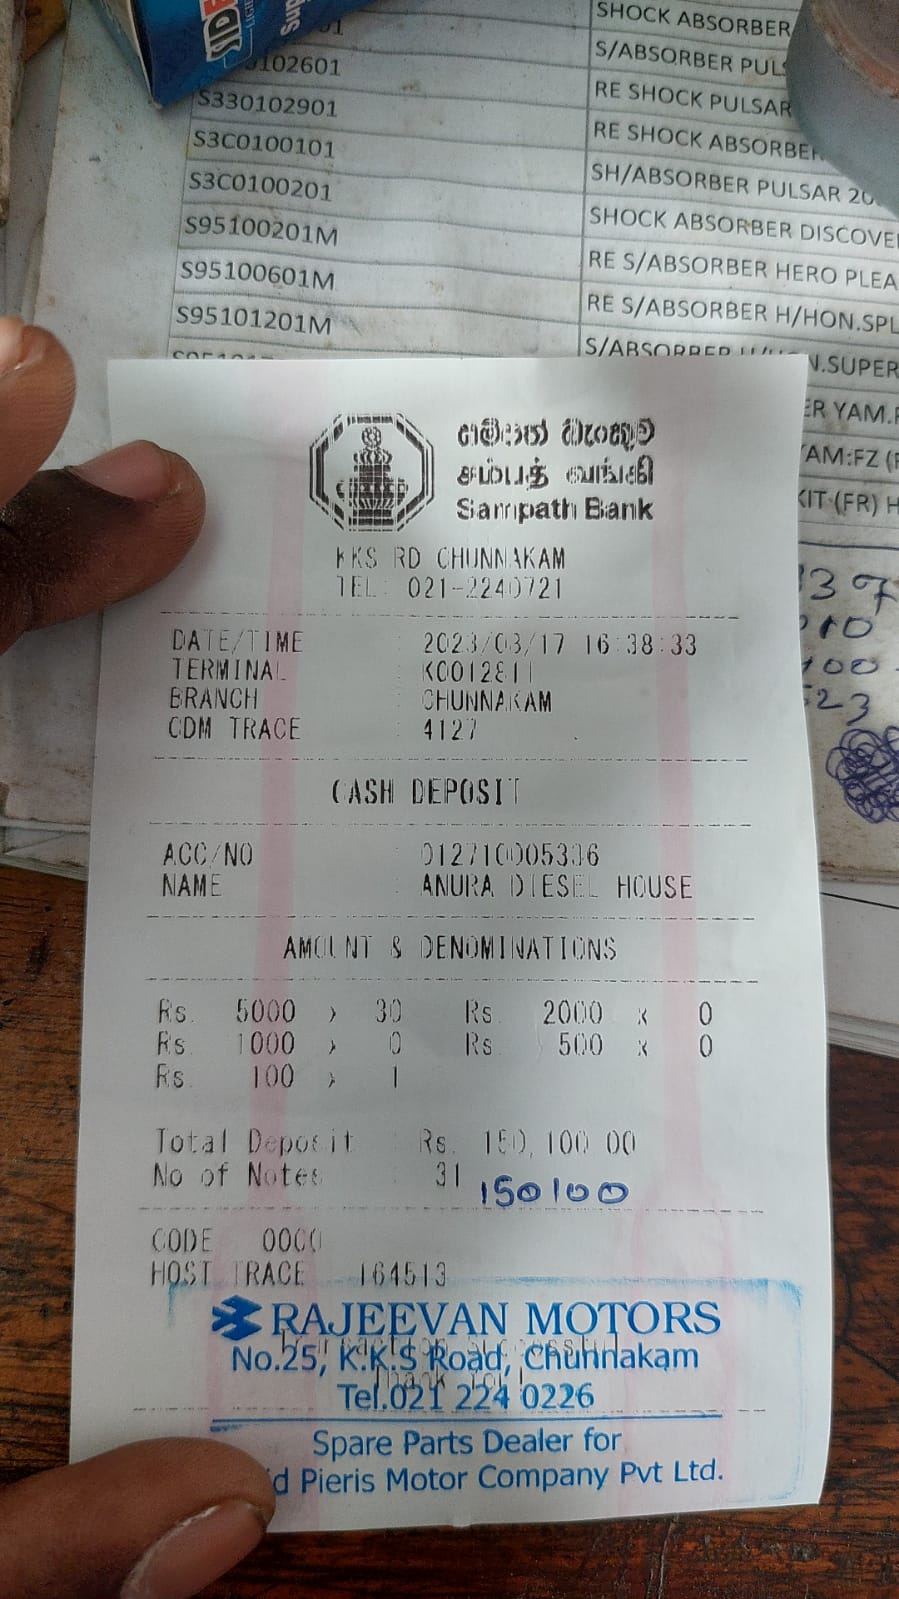 SHOCK ABSORBER
102601 S/ABSORBER
S330102901 RE SHOCK PULSAR
S3C0100101 RE SHOCK
S3C0100201 SH/ABSORBER PULSAR
S95100201M SHOCK ABSORBER
S95100601M RE S/ABSORBER HERO
S95101201M RE S/ABSORBER H/HON.
S/ABSORBER
N.SUPER
YAM.
AM:FZ
KIT (FR) H
සම්පත් බැංකුව
சம்பத் வங்கி
Sampath Bank
KKS RD CHUNNAKAM
TEL: 021-2240721
DATE/TIME : 2023/03/17 16:38:33
TERMINAL : K0012811
BRANCH : CHUNNAKAM
CDM TRACE : 4127
CASH DEPOSIT
ACC/NO : 012710005336
NAME : ANURA DIESEL HOUSE
AMOUNT & DENOMINATIONS
Rs. 5000 x 30 Rs. 2000 x 0
Rs. 1000 x 0 Rs. 500 x 0
Rs. 100 x 1
Total Deposit : Rs. 150,100.00
No of Notes : 31
150100
CODE 0000
HOST TRACE 164513
RAJEEVAN MOTORS
No.25, K.K.S Road, Chunnakam
Tel.021 224 0226
Spare Parts Dealer for
d Pieris Motor Company Pvt Ltd.